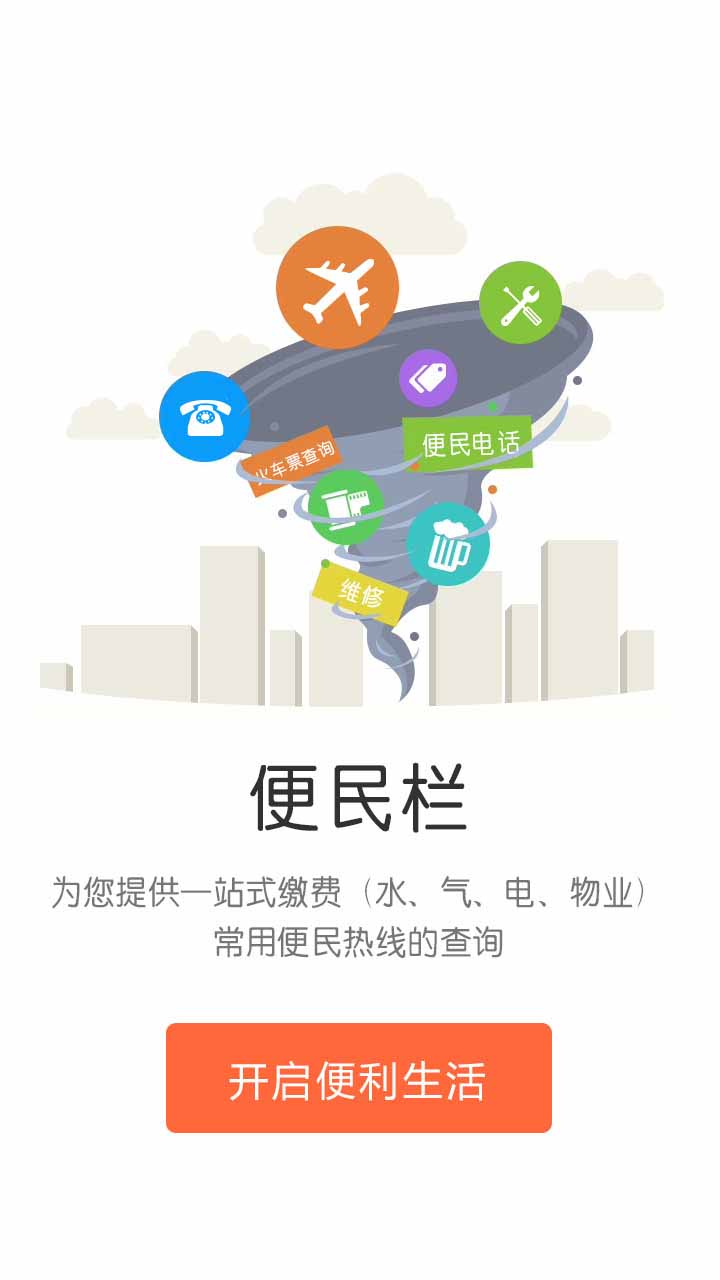 便民电话
火车票查询
维修
便民栏
为您提供一站式缴费（水、气、电、物业）
常用便民热线的查询
开启便利生活